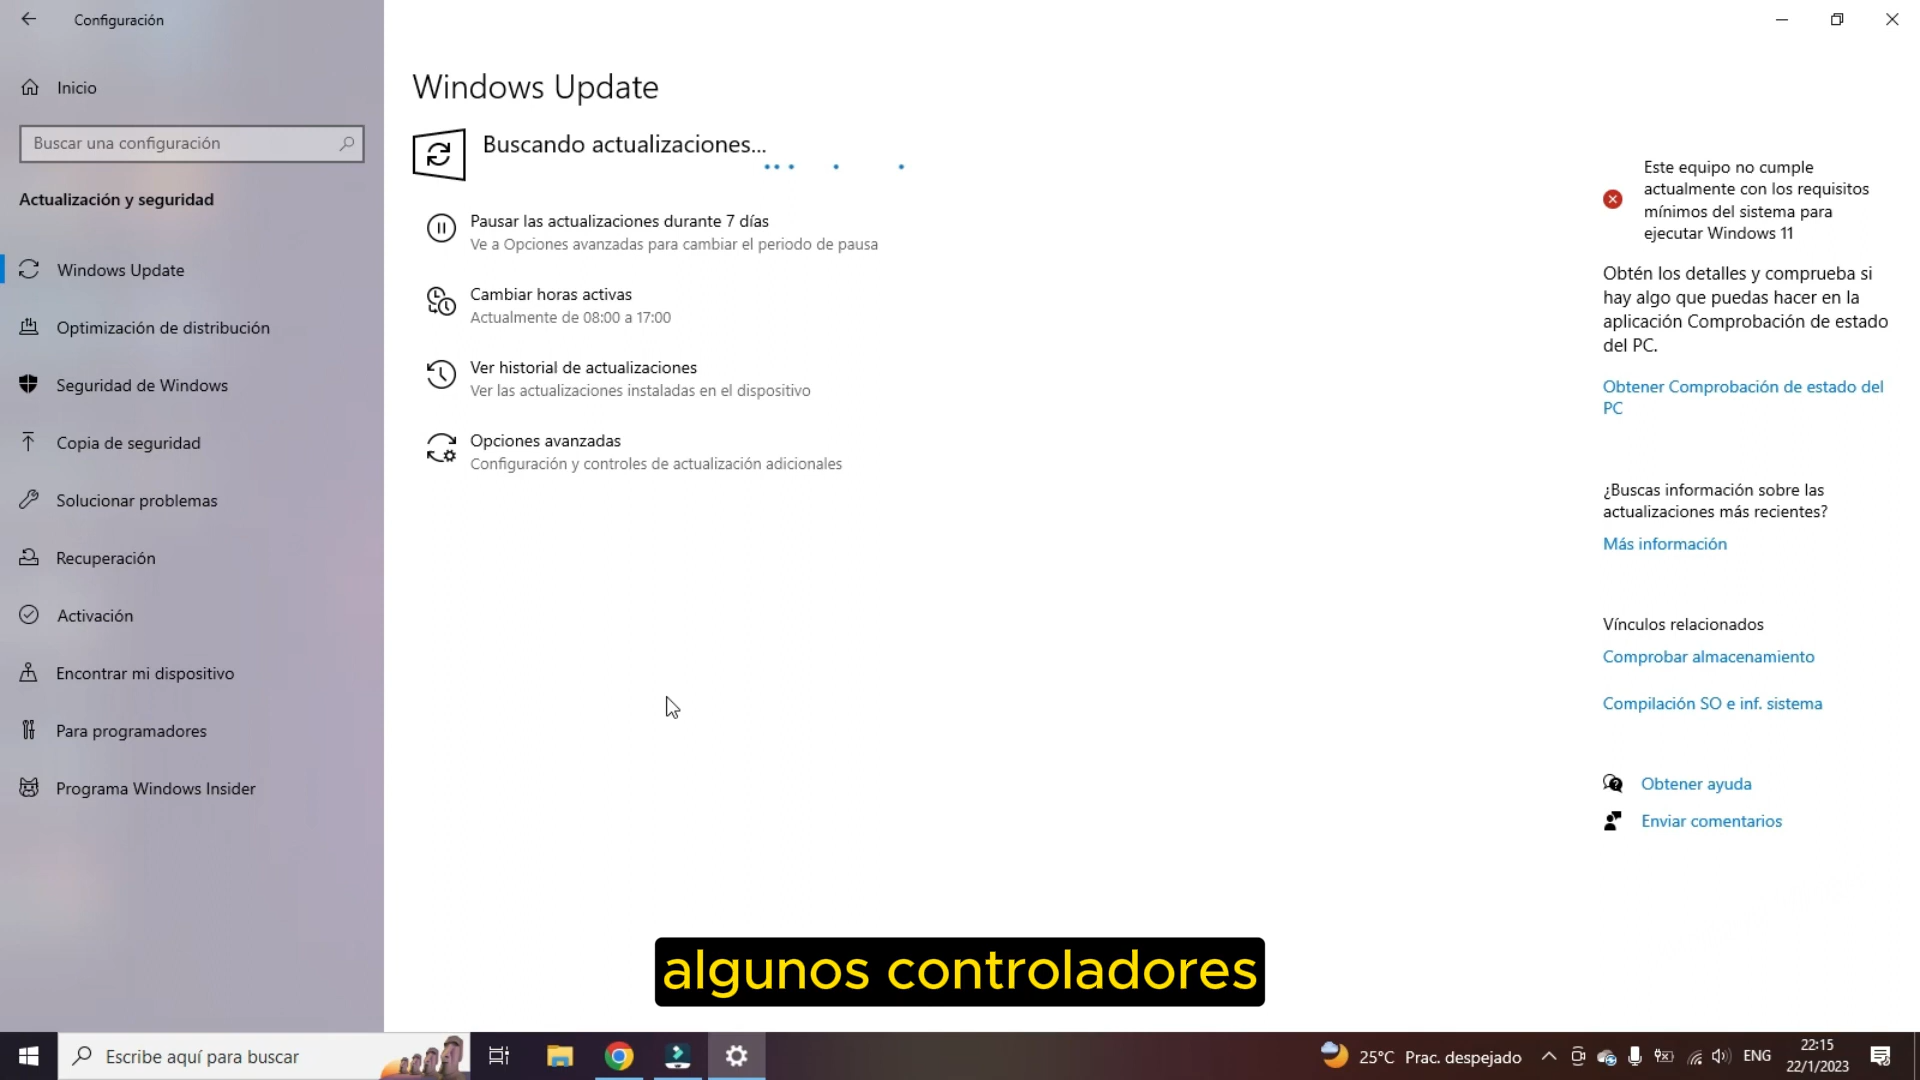 Configuración
Inicio
Buscar una configuración
Actualización y seguridad
Windows Update
Optimización de distribución
Seguridad de Windows
Copia de seguridad
Solucionar problemas
Recuperación
Activación
Encontrar mi dispositivo
Para programadores
Programa Windows Insider
Windows Update
Buscando actualizaciones...
Pausar las actualizaciones durante 7 días
Ve a Opciones avanzadas para cambiar el periodo de pausa
Cambiar horas activas
Actualmente de 08:00 a 17:00
Ver historial de actualizaciones
Ver las actualizaciones instaladas en el dispositivo
Opciones avanzadas
Configuración y controles de actualización adicionales
Este equipo no cumple
actualmente con los requisitos
mínimos del sistema para
ejecutar Windows 11
Obtén los detalles y comprueba si
hay algo que puedas hacer en la
aplicación Comprobación de estado
del PC.
Obtener Comprobación de estado del
PC
¿Buscas información sobre las
actualizaciones más recientes?
Más información
Vínculos relacionados
Comprobar almacenamiento
Compilación SO e inf. sistema
Obtener ayuda
Enviar comentarios
algunos controladores
Escribe aquí para buscar
25°C Prac. despejado
ENG
22:15
22/1/2023